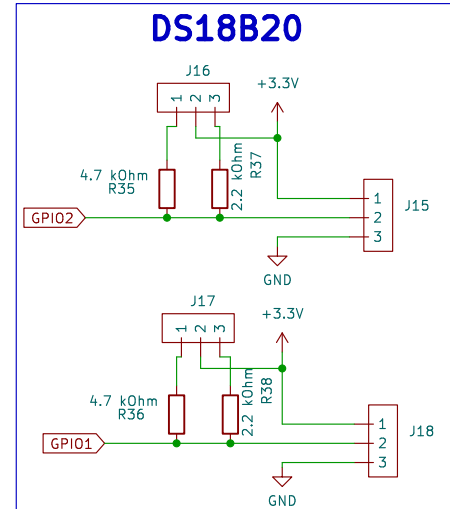 DS18B20
J16
+3.3V
1 2 3
4.7 kOhm
R35
2.2 kOhm
R37
1
J15
GPIO2
2
3
GND
J17
+3.3V
1 2 3
4.7 kOhm
R36
2.2 kOhm
R38
1
J18
GPIO1
2
3
GND